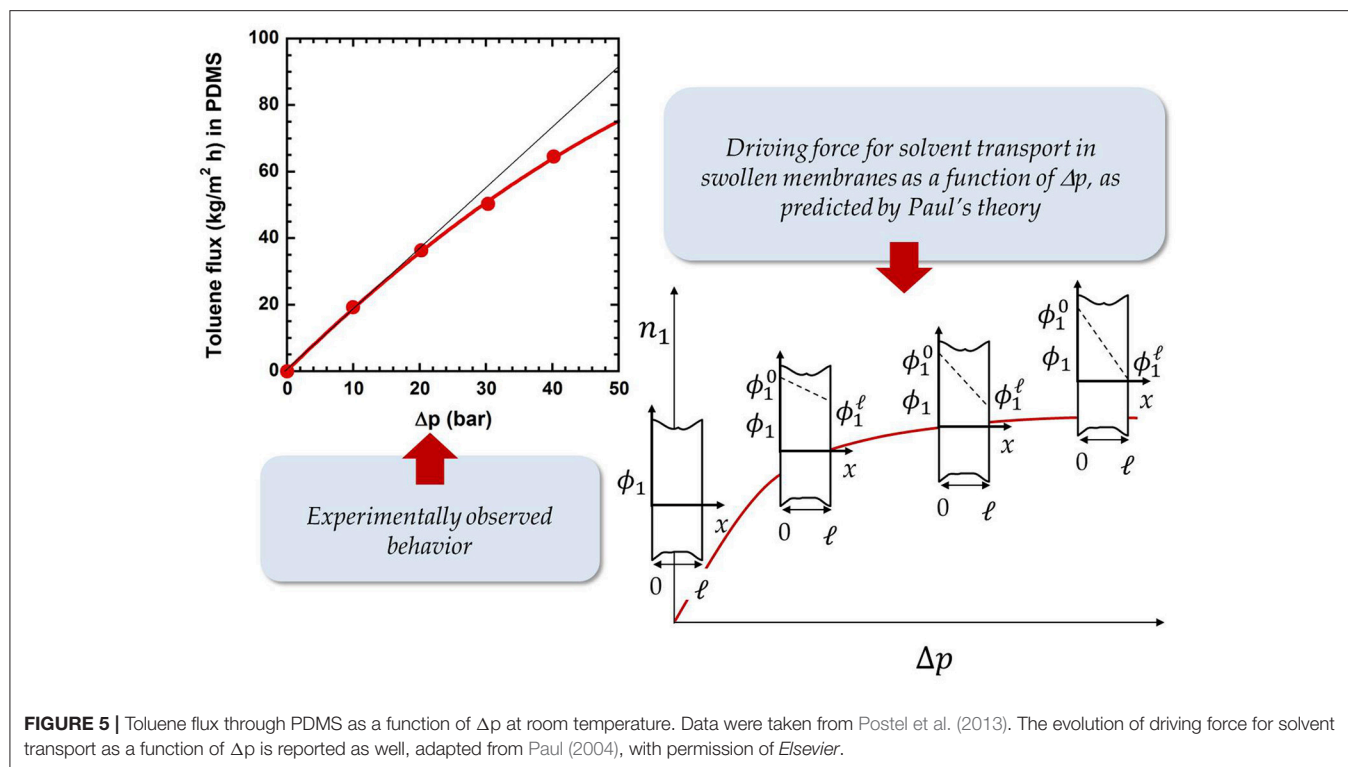 100
80
60
40
20
0
0 10 20 30 40 50
Toluene flux (kg/m² h) in PDMS
Δp (bar)
Experimentally observed
behavior
Driving force for solvent transport in
swollen membranes as a function of Δp, as
predicted by Paul's theory
n₁
ϕ₁
x
0 ℓ
ϕ₁⁰
ϕ₁
ϕ₁ˡ
x
0 ℓ
ϕ₁⁰
ϕ₁
ϕ₁ˡ
x
0 ℓ
ϕ₁⁰
ϕ₁
ϕ₁ˡ
x
0 ℓ
Δp
FIGURE 5 | Toluene flux through PDMS as a function of Δp at room temperature. Data were taken from Postel et al. (2013). The evolution of driving force for solvent
transport as a function of Δp is reported as well, adapted from Paul (2004), with permission of Elsevier.